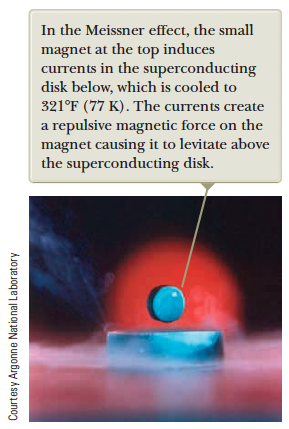 In the Meissner effect, the small
magnet at the top induces
currents in the superconducting
disk below, which is cooled to
321°F (77 K). The currents create
a repulsive magnetic force on the
magnet causing it to levitate above
the superconducting disk.
Courtesy Argonne National Laboratory